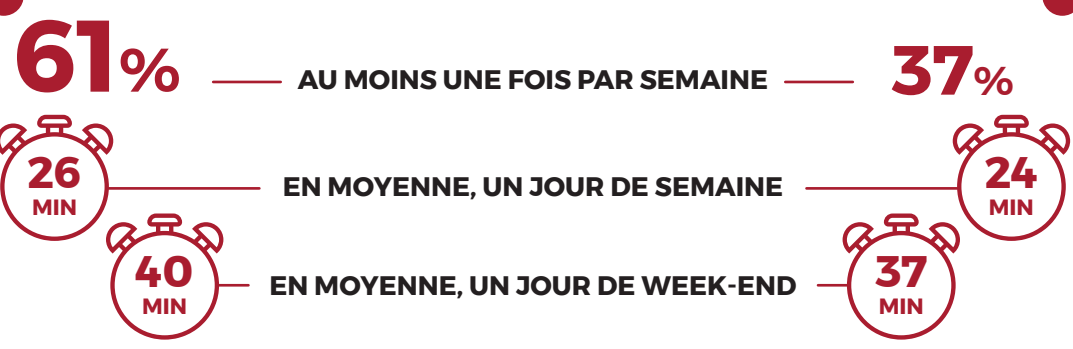 61% AU MOINS UNE FOIS PAR SEMAINE 37%
26 MIN EN MOYENNE, UN JOUR DE SEMAINE 24 MIN
40 MIN EN MOYENNE, UN JOUR DE WEEK-END 37 MIN